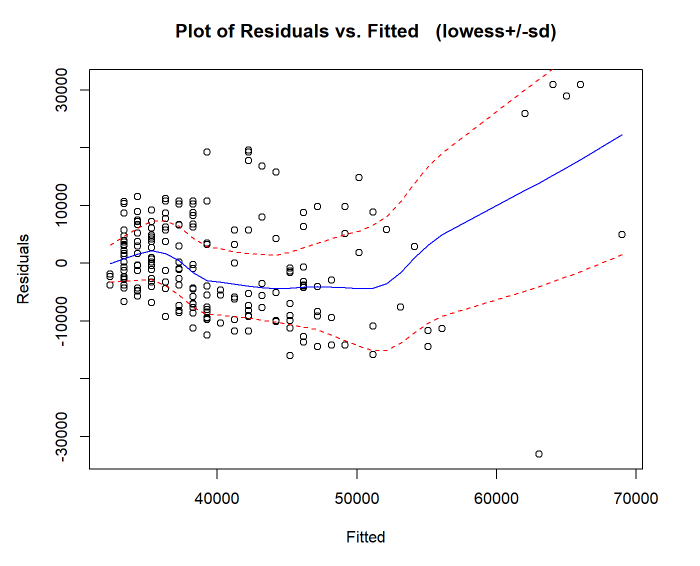 Plot of Residuals vs. Fitted (lowess+/-sd)
30000
10000
0
-10000
-30000
Residuals
40000 50000 60000 70000
Fitted